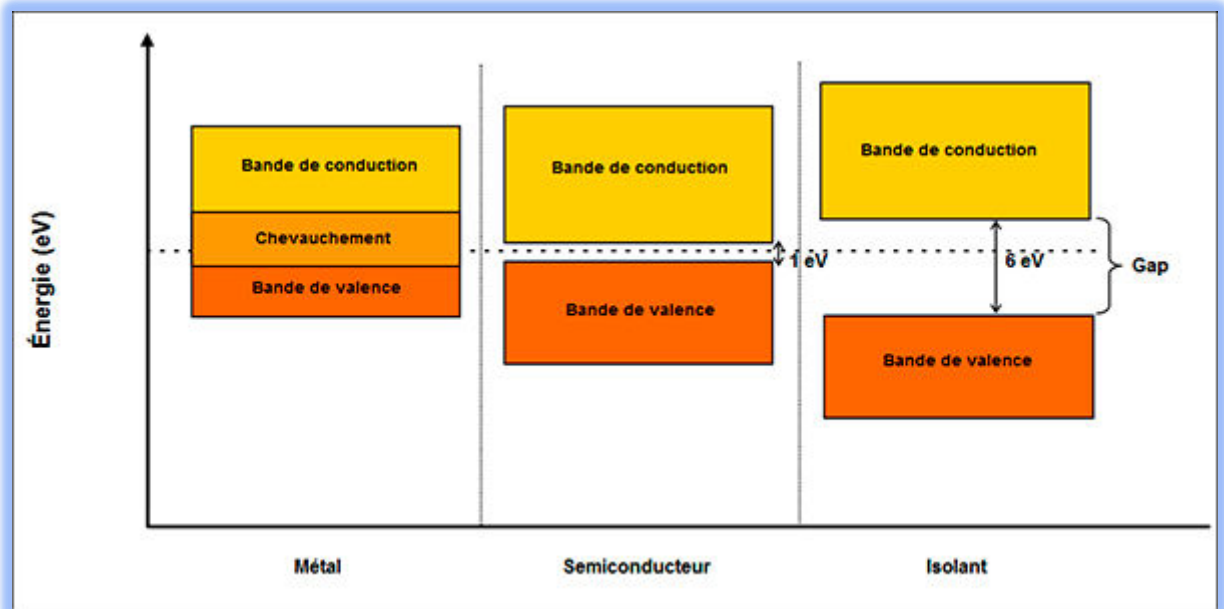 Énergie (eV)
Bande de conduction
Chevauchement
Bande de valence
Bande de conduction
1 eV
Bande de valence
Bande de conduction
6 eV
Gap
Bande de valence
Métal
Semiconducteur
Isolant